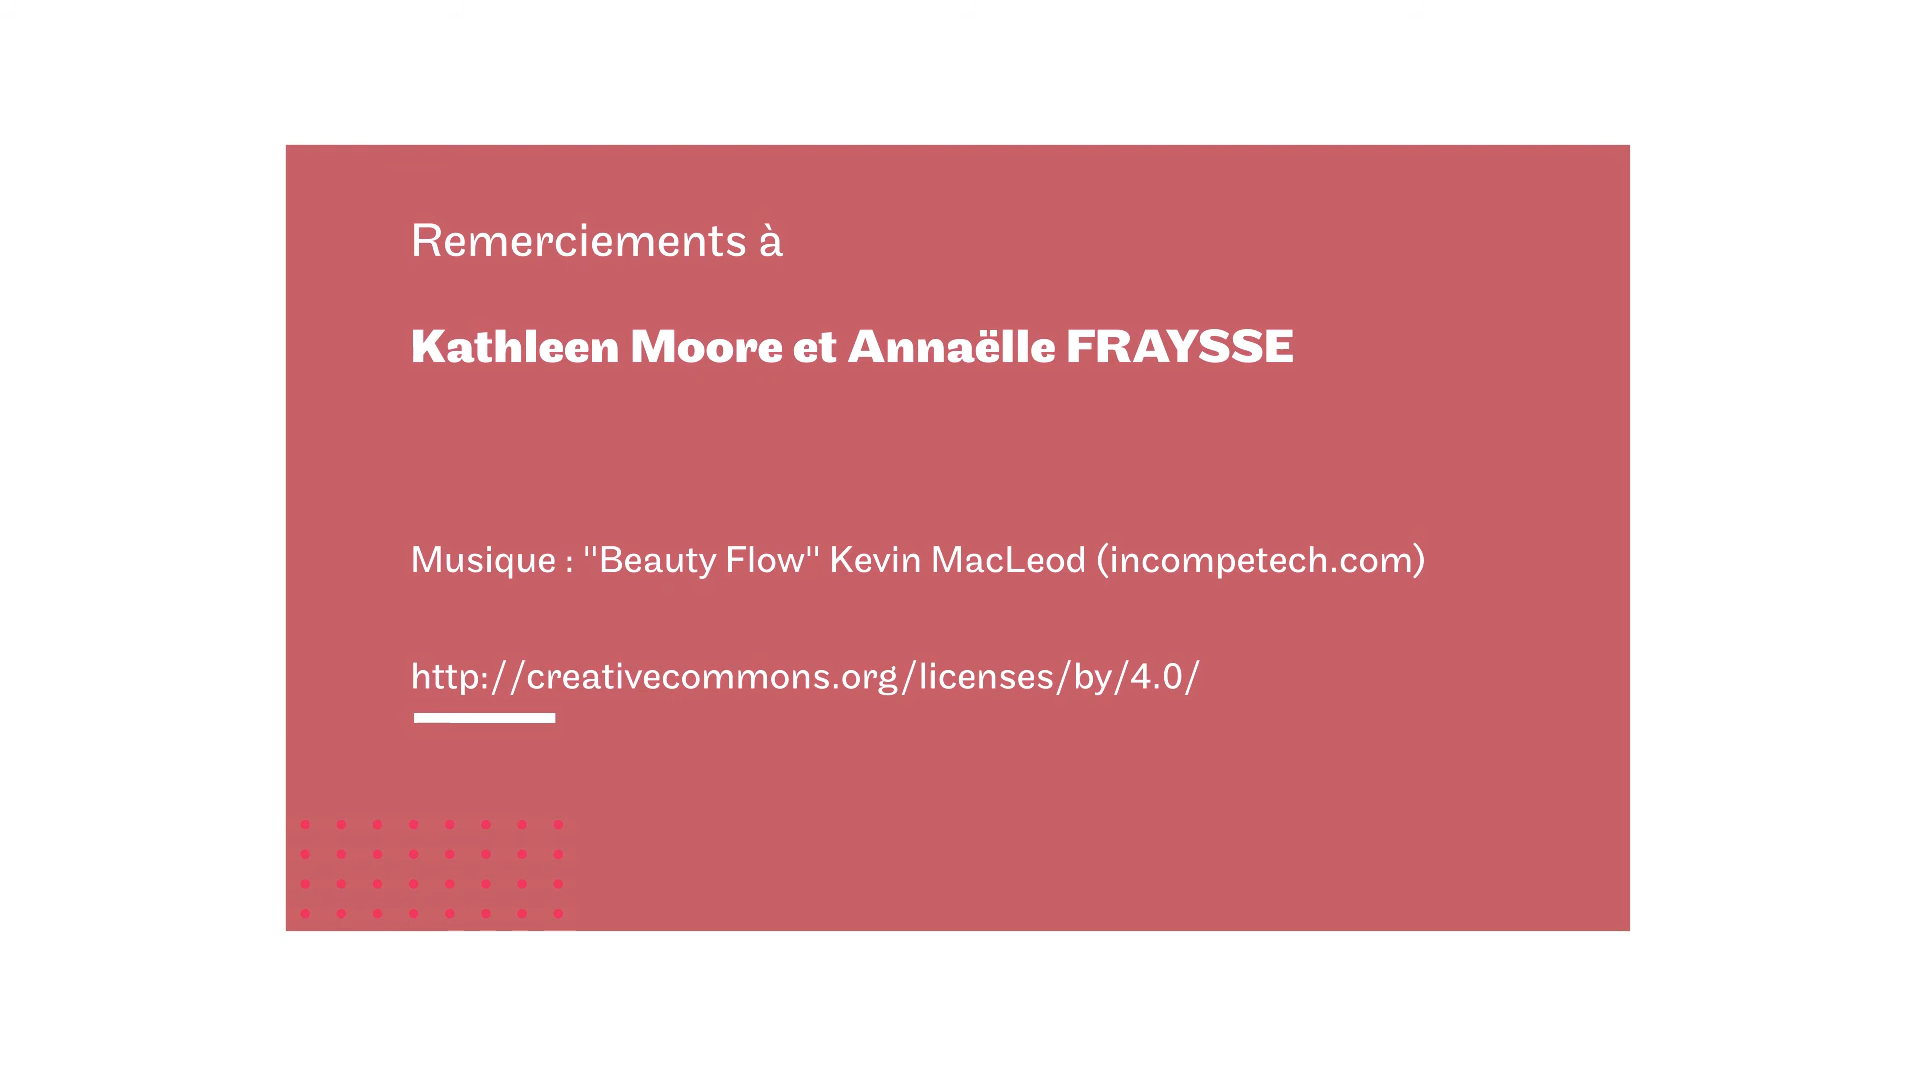 Remerciements à
Kathleen Moore et Annaëlle FRAYSSE
Musique : "Beauty Flow" Kevin MacLeod (incompetech.com)
http://creativecommons.org/licenses/by/4.0/